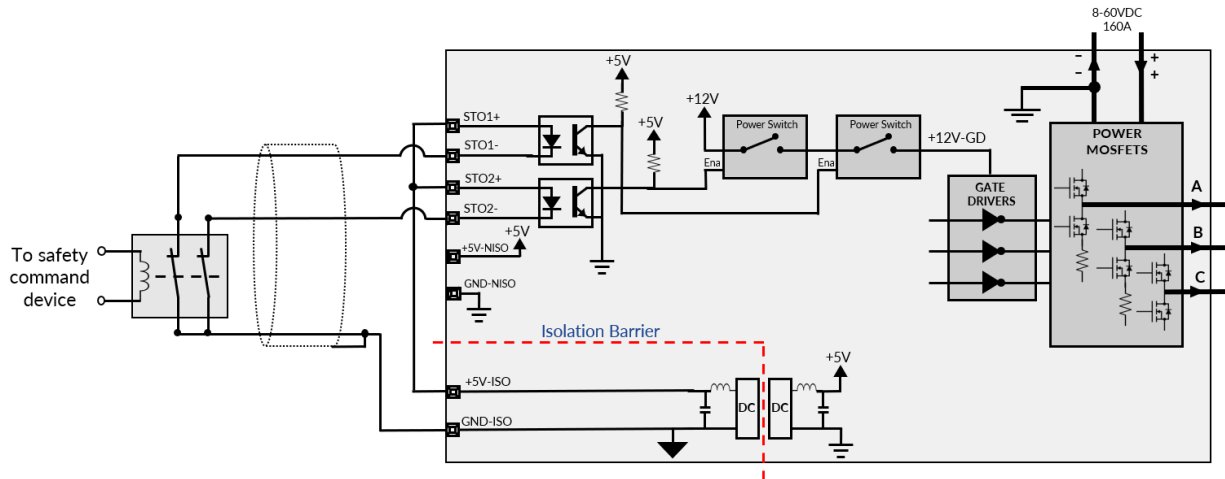 8-60VDC
160A
−
−
+
+
+5V
+5V
+12V
STO1+
STO1-
STO2+
STO2-
+5V-NISO
+5V
GND-NISO
Power Switch
Power Switch
Ena
Ena
+12V-GD
GATE
DRIVERS
POWER
MOSFETS
A
B
C
To safety
command
device
Isolation Barrier
+5V-ISO
GND-ISO
DC
DC
+5V